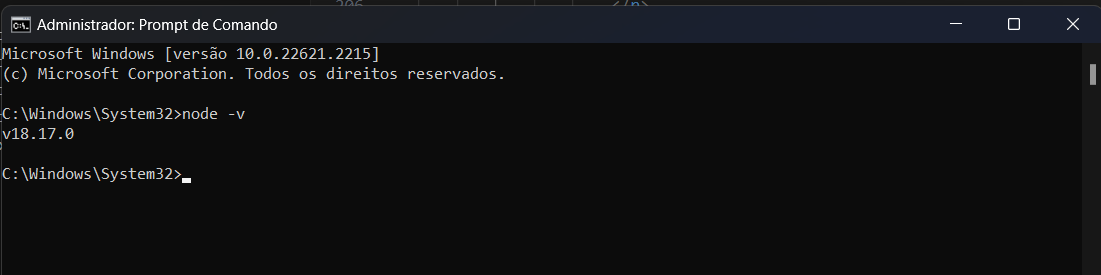 206
</n>
Administrador: Prompt de Comando
Microsoft Windows [versão 10.0.22621.2215]
(c) Microsoft Corporation. Todos os direitos reservados.
C:\Windows\System32>node -v
v18.17.0
C:\Windows\System32>